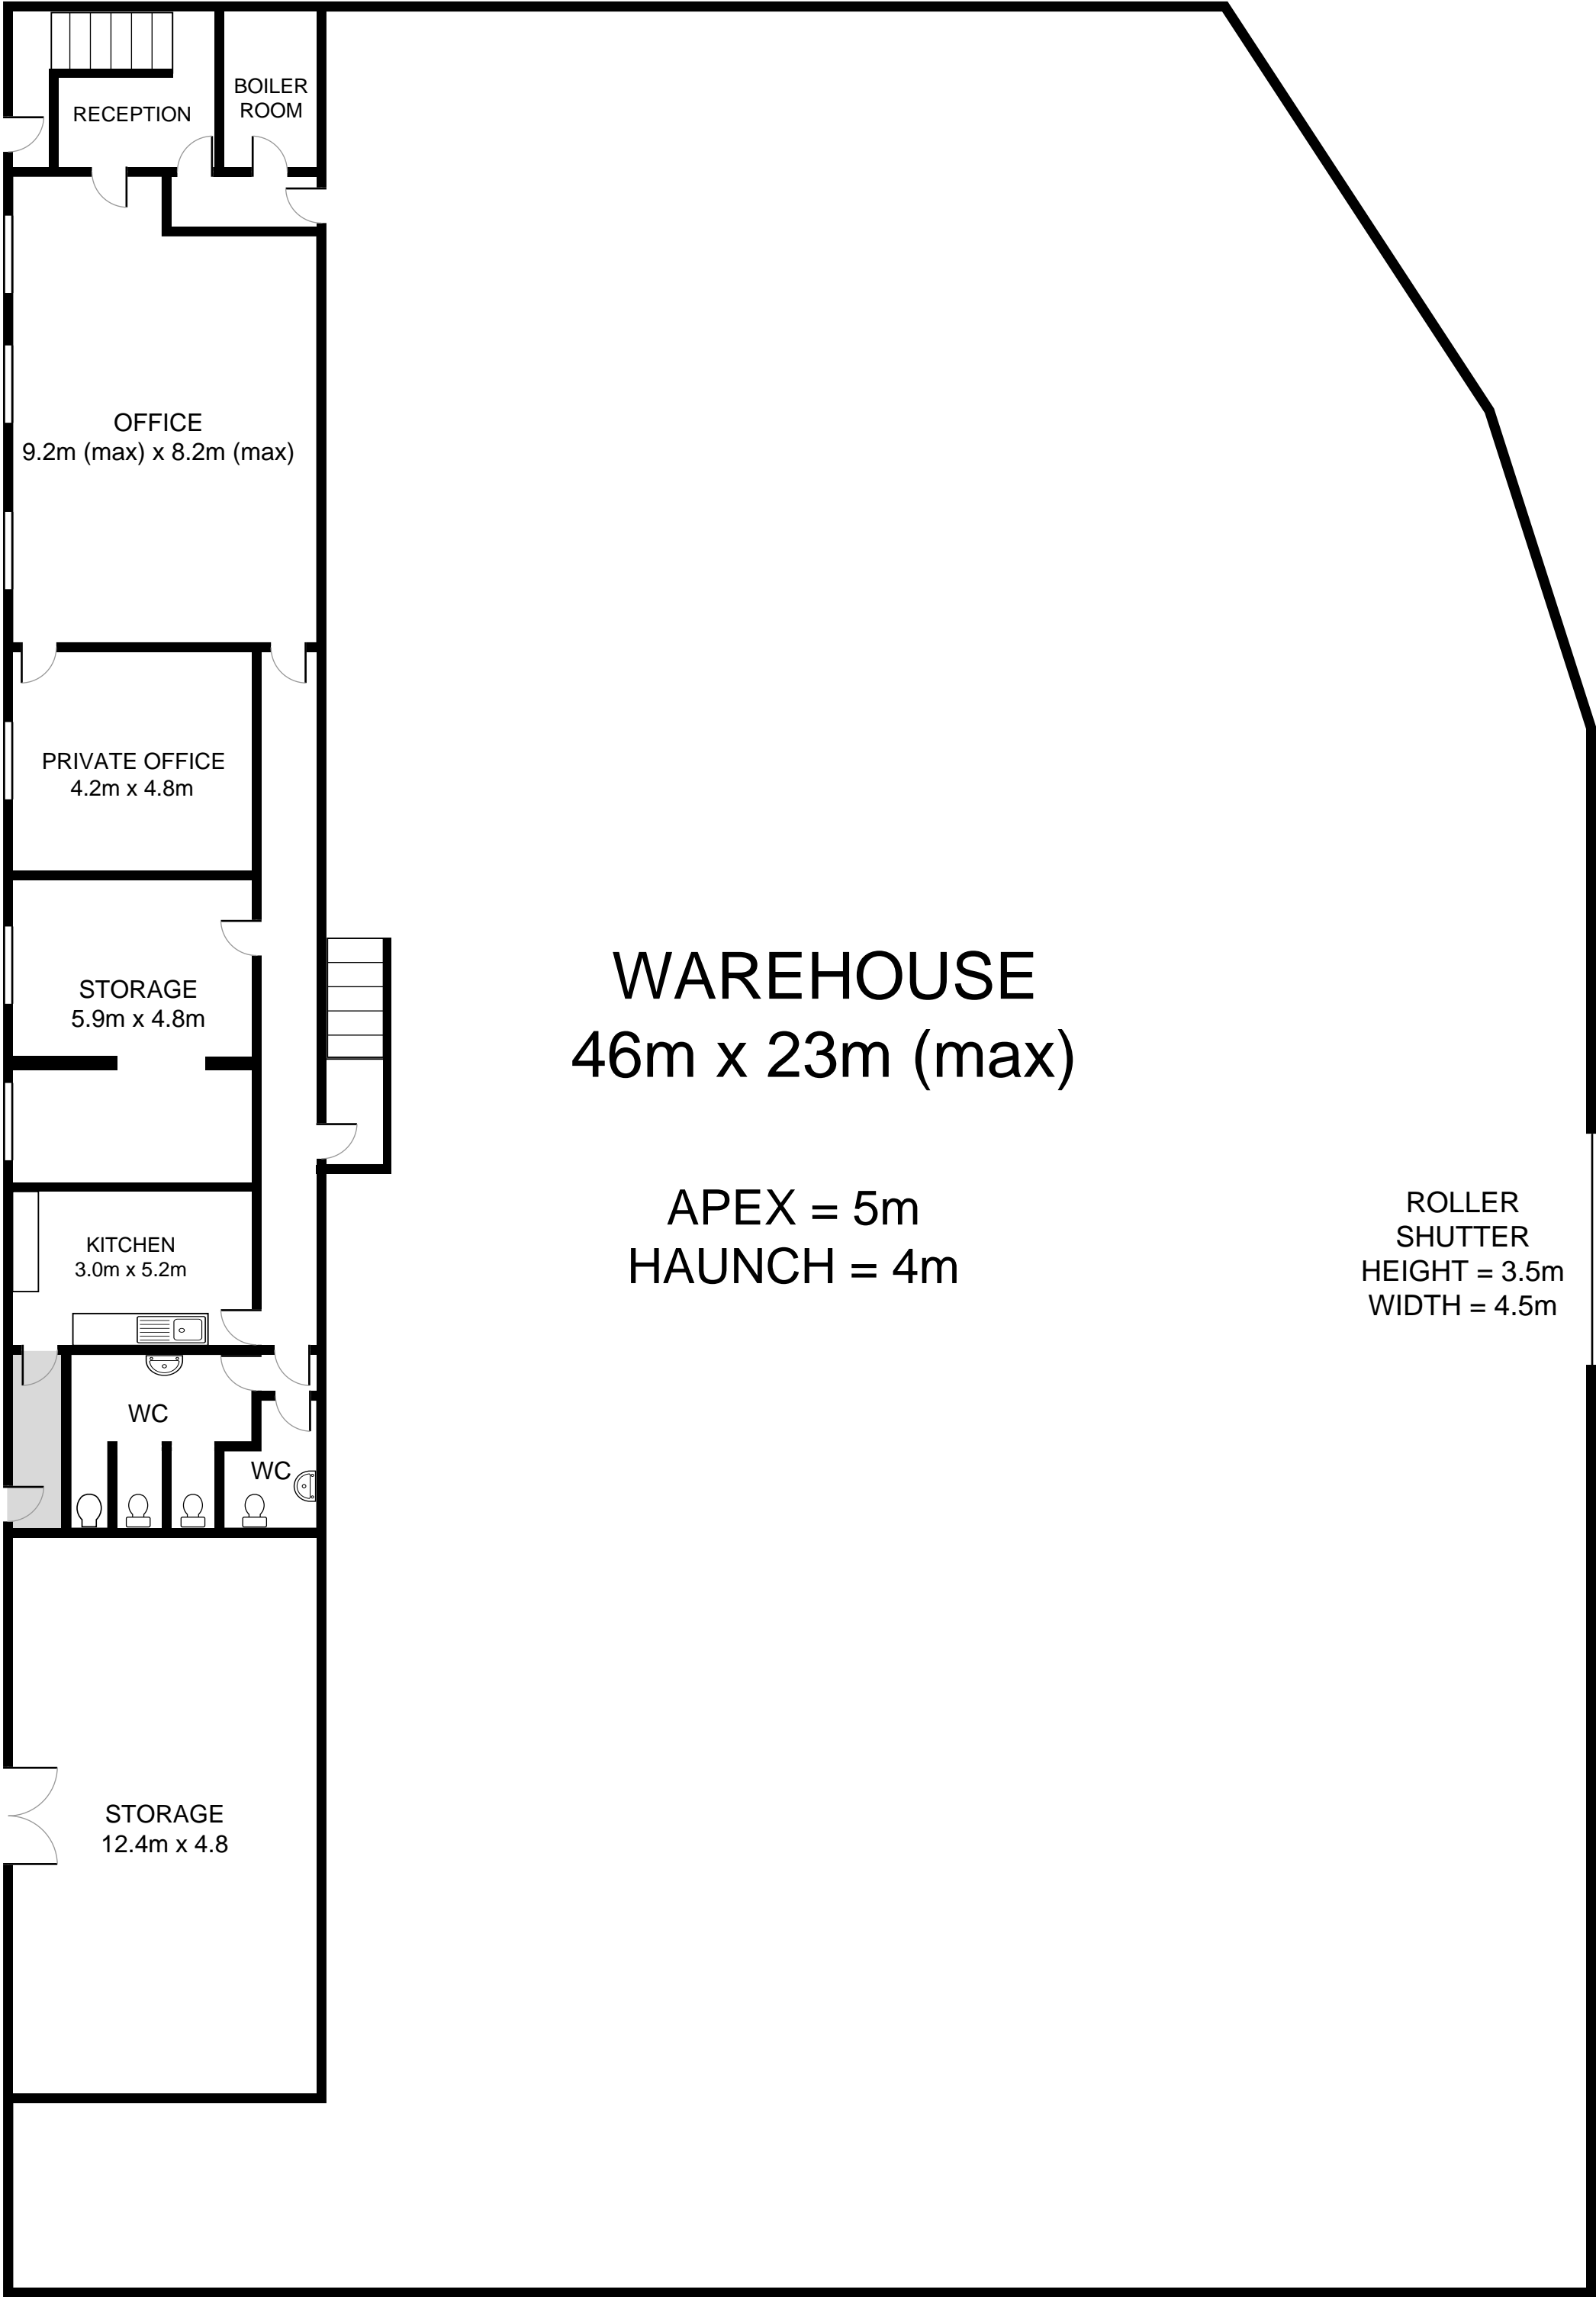 BOILER
ROOM
RECEPTION
OFFICE
9.2m (max) x 8.2m (max)
PRIVATE OFFICE
4.2m x 4.8m
STORAGE
5.9m x 4.8m
WAREHOUSE
46m x 23m (max)
APEX = 5m
HAUNCH = 4m
ROLLER
SHUTTER
HEIGHT = 3.5m
WIDTH = 4.5m
KITCHEN
3.0m x 5.2m
WC
WC
STORAGE
12.4m x 4.8